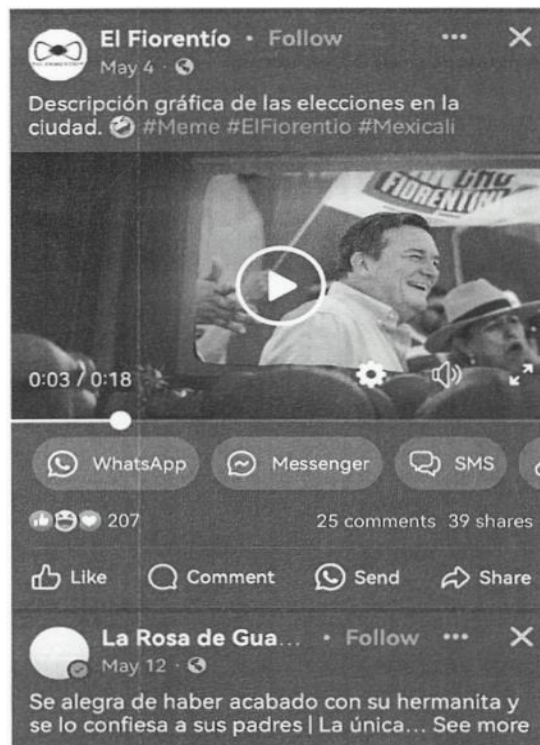 El Fiorentío • Follow ••• X
May 4 ·
Descripción gráfica de las elecciones en la
ciudad. #Meme #ElFiorentio #Mexicali
FIORENTINI
0:03 / 0:18
WhatsApp Messenger SMS
207 25 comments 39 shares
Like Comment Send Share
La Rosa de Gua... • Follow ••• X
May 12 ·
Se alegra de haber acabado con su hermanita y
se lo confiesa a sus padres | La única... See more